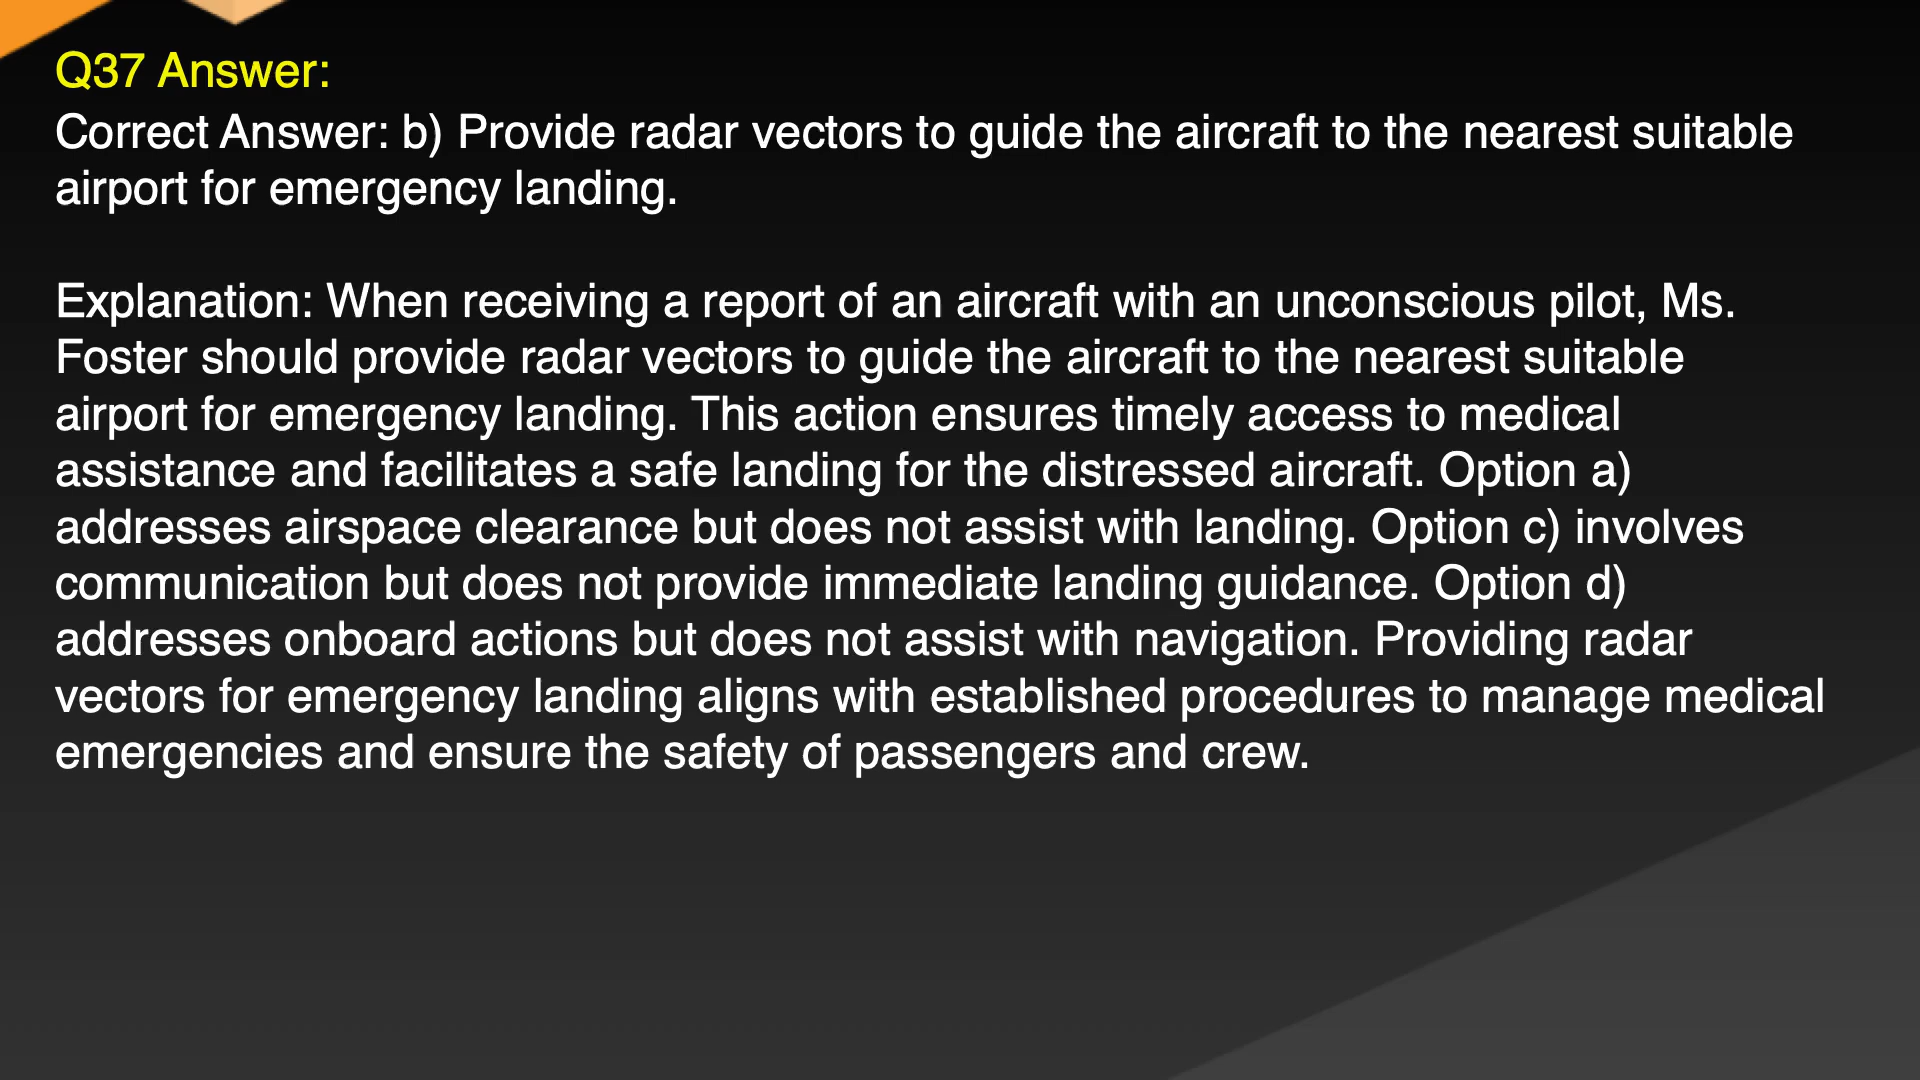 Q37 Answer:
Correct Answer: b) Provide radar vectors to guide the aircraft to the nearest suitable
airport for emergency landing.
Explanation: When receiving a report of an aircraft with an unconscious pilot, Ms.
Foster should provide radar vectors to guide the aircraft to the nearest suitable
airport for emergency landing. This action ensures timely access to medical
assistance and facilitates a safe landing for the distressed aircraft. Option a)
addresses airspace clearance but does not assist with landing. Option c) involves
communication but does not provide immediate landing guidance. Option d)
addresses onboard actions but does not assist with navigation. Providing radar
vectors for emergency landing aligns with established procedures to manage medical
emergencies and ensure the safety of passengers and crew.